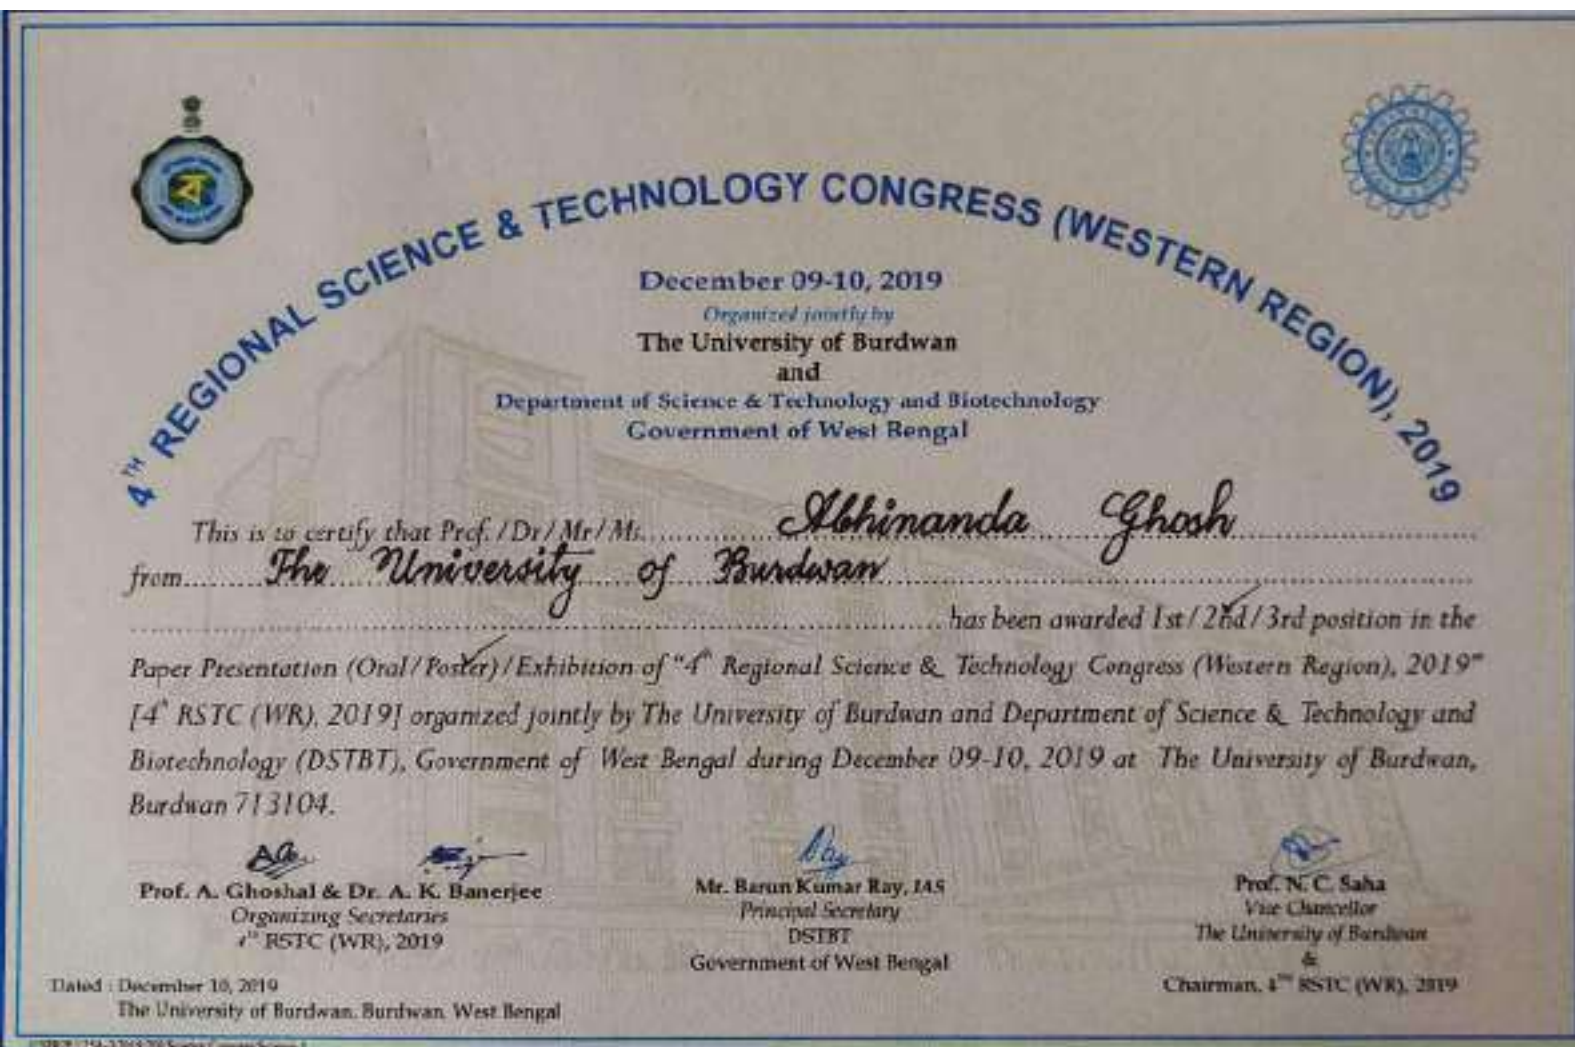 4TH REGIONAL SCIENCE & TECHNOLOGY CONGRESS (WESTERN REGION), 2019
December 09-10, 2019
Organized jointly by
The University of Burdwan
and
Department of Science & Technology and Biotechnology
Government of West Bengal
This is to certify that Prof. / Dr / Mr / Ms. Abhinanda Ghosh
from The University of Burdwan
has been awarded 1st / 2nd / 3rd position in the
Paper Presentation (Oral / Poster) / Exhibition of "4th Regional Science & Technology Congress (Western Region), 2019"
[4th RSTC (WR), 2019] organized jointly by The University of Burdwan and Department of Science & Technology and
Biotechnology (DSTBT), Government of West Bengal during December 09-10, 2019 at The University of Burdwan,
Burdwan 713104.
Prof. A. Ghoshal & Dr. A. K. Banerjee
Organizing Secretaries
4th RSTC (WR), 2019
Mr. Barun Kumar Ray, IAS
Principal Secretary
DSTBT
Government of West Bengal
Prof. N. C. Saha
Vice Chancellor
The University of Burdwan
&
Chairman, 4TH RSTC (WR), 2019
Dated : December 10, 2019
The University of Burdwan, Burdwan, West Bengal